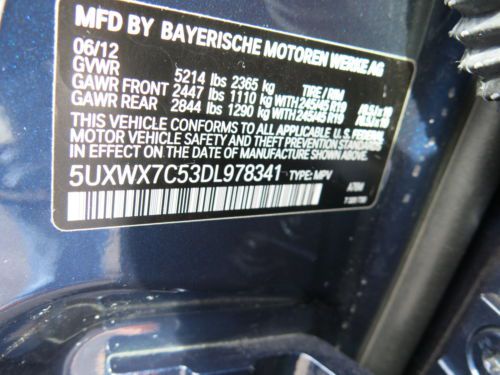 MFD BY BAYERISCHE MOTOREN WERKE AG
06/12
GVWR 5214 lbs 2365 kg TIRE / RIM
GAWR FRONT 2447 lbs 1110 kg WITH 245/45 R19
GAWR REAR 2844 lbs 1290 kg WITH 245/45 R19
THIS VEHICLE CONFORMS TO ALL APPLICABLE U.S. FEDERAL
MOTOR VEHICLE SAFETY AND THEFT PREVENTION STANDARDS
IN EFFECT ON THE DATE OF MANUFACTURE SHOWN ABOVE.
5UXWX7C53DL978341 TYPE: MPV